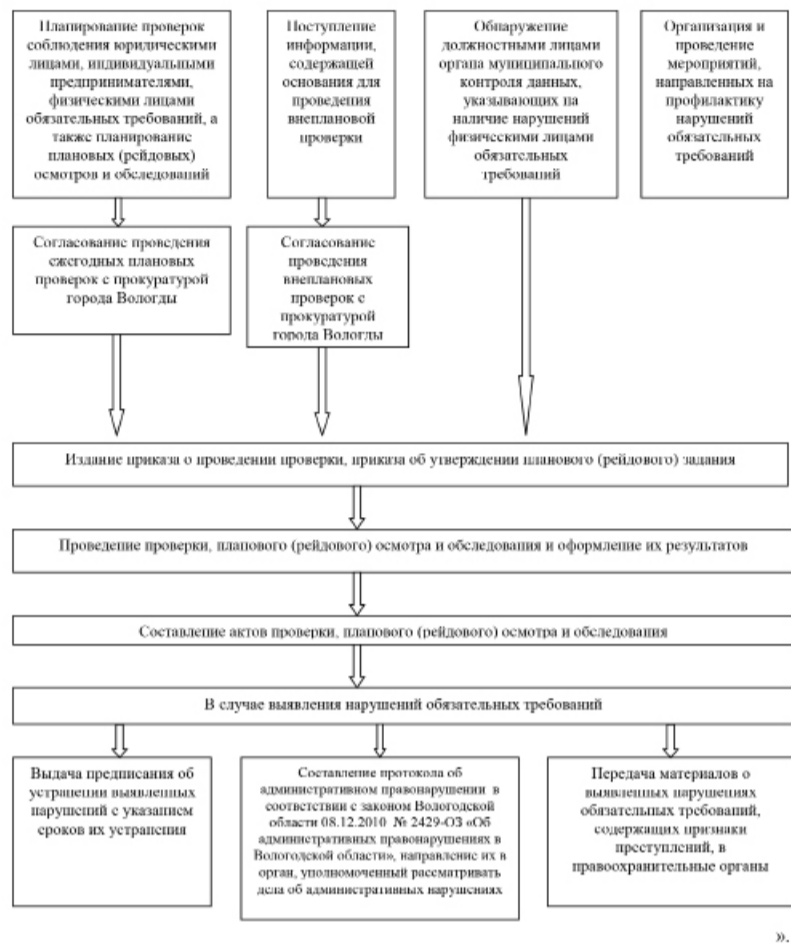 Планирование проверок
соблюдения юридическими
лицами, индивидуальными
предпринимателями,
физическими лицами
обязательных требований, а
также планирование
плановых (рейдовых)
осмотров и обследований
Поступление
информации,
содержащей
основания для
проведения
внеплановой
проверки
Обнаружение
должностными лицами
органа муниципального
контроля данных,
указывающих на
наличие нарушений
физическими лицами
обязательных
требований
Организация и
проведение
мероприятий,
направленных на
профилактику
нарушений
обязательных
требований
Согласование проведения
ежегодных плановых
проверок с прокуратурой
города Вологды
Согласование
проведения
внеплановых
проверок с
прокуратурой
города Вологды
Издание приказа о проведении проверки, приказа об утверждении планового (рейдового) задания
Проведение проверки, планового (рейдового) осмотра и обследования и оформление их результатов
Составление актов проверки, планового (рейдового) осмотра и обследования
В случае выявления нарушений обязательных требований
Выдача предписания об
устранении выявленных
нарушений с указанием
сроков их устранения
Составление протокола об
административном правонарушении в
соответствии с законом Вологодской
области 08.12.2010 № 2429-ОЗ «Об
административных правонарушениях в
Вологодской области», направление их в
орган, уполномоченный рассматривать
дела об административных нарушениях
Передача материалов о
выявленных нарушениях
обязательных требований,
содержащих признаки
преступлений, в
правоохранительные органы
».